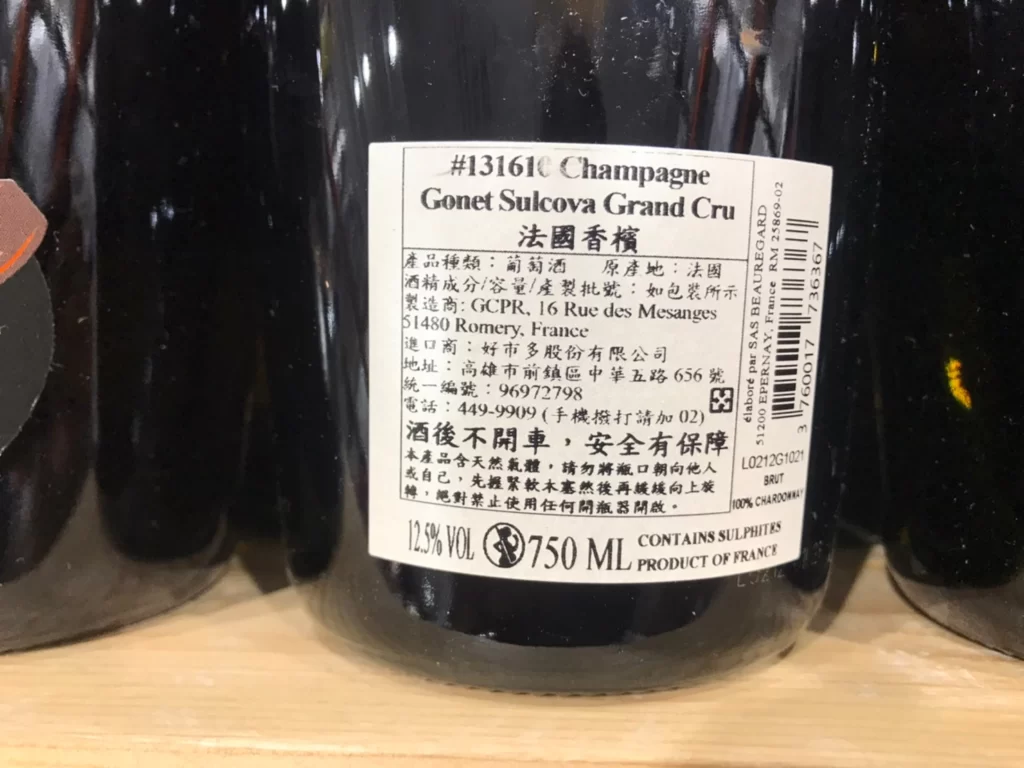 #13161 Champagne
Gonet Sulcova Grand Cru
法國香檳
產品種類：葡萄酒 原產地：法國
酒精成分/容量/產製批號：如包裝所示
製造商: GCPR, 16 Rue des Mesanges
51480 Romery, France
進口商：好市多股份有限公司
地址：高雄市前鎮區中華五路 656 號
統一編號：96972798
電話：449-9909 (手機撥打請加 02)
酒後不開車，安全有保障
本產品含天然氣體，請勿將瓶口朝向他人
或自己，先握緊軟木塞然後再緩緩向上旋
轉，絕對禁止使用任何開瓶器開啟。
12.5% VOL 750 ML
CONTAINS SULPHITES
PRODUCT OF FRANCE
élaboré par SAS BEAUREGARD
51200 EPERNAY, France RM 25869-02
3 760017 736367
L0212G1021
BRUT
100% CHARDONNAY